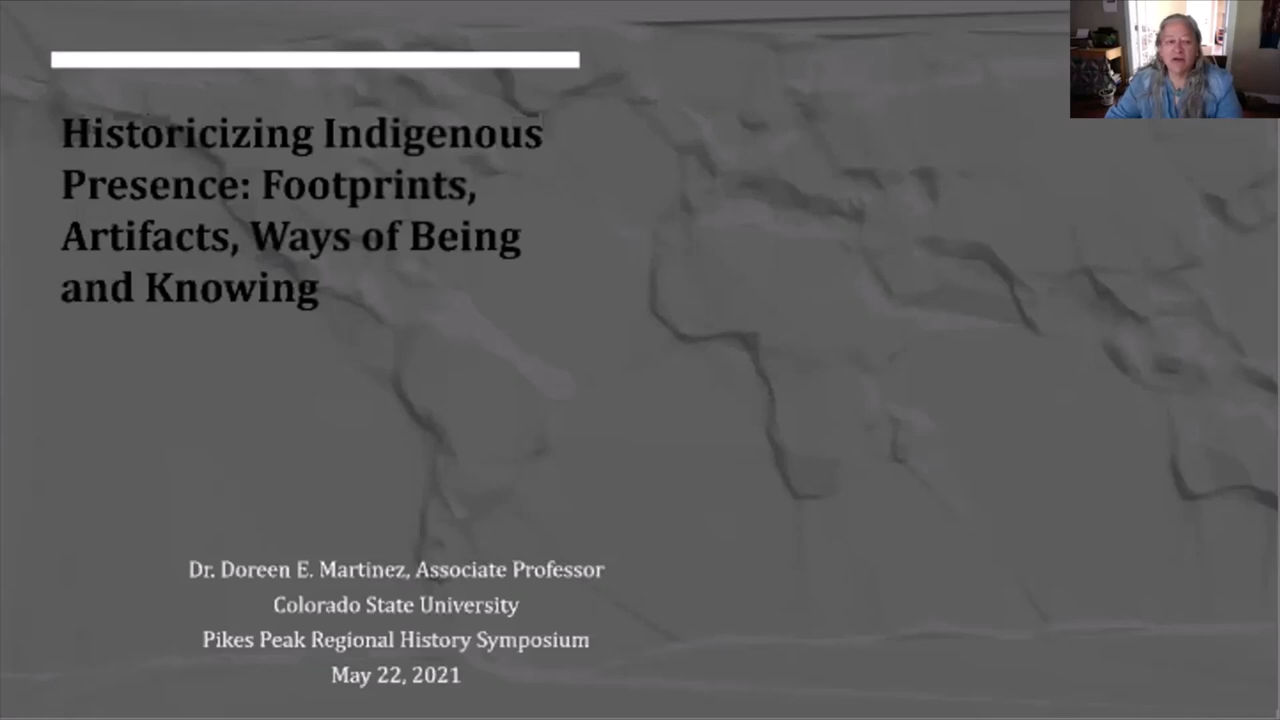 Historicizing Indigenous
Presence: Footprints,
Artifacts, Ways of Being
and Knowing
Dr. Doreen E. Martinez, Associate Professor
Colorado State University
Pikes Peak Regional History Symposium
May 22, 2021